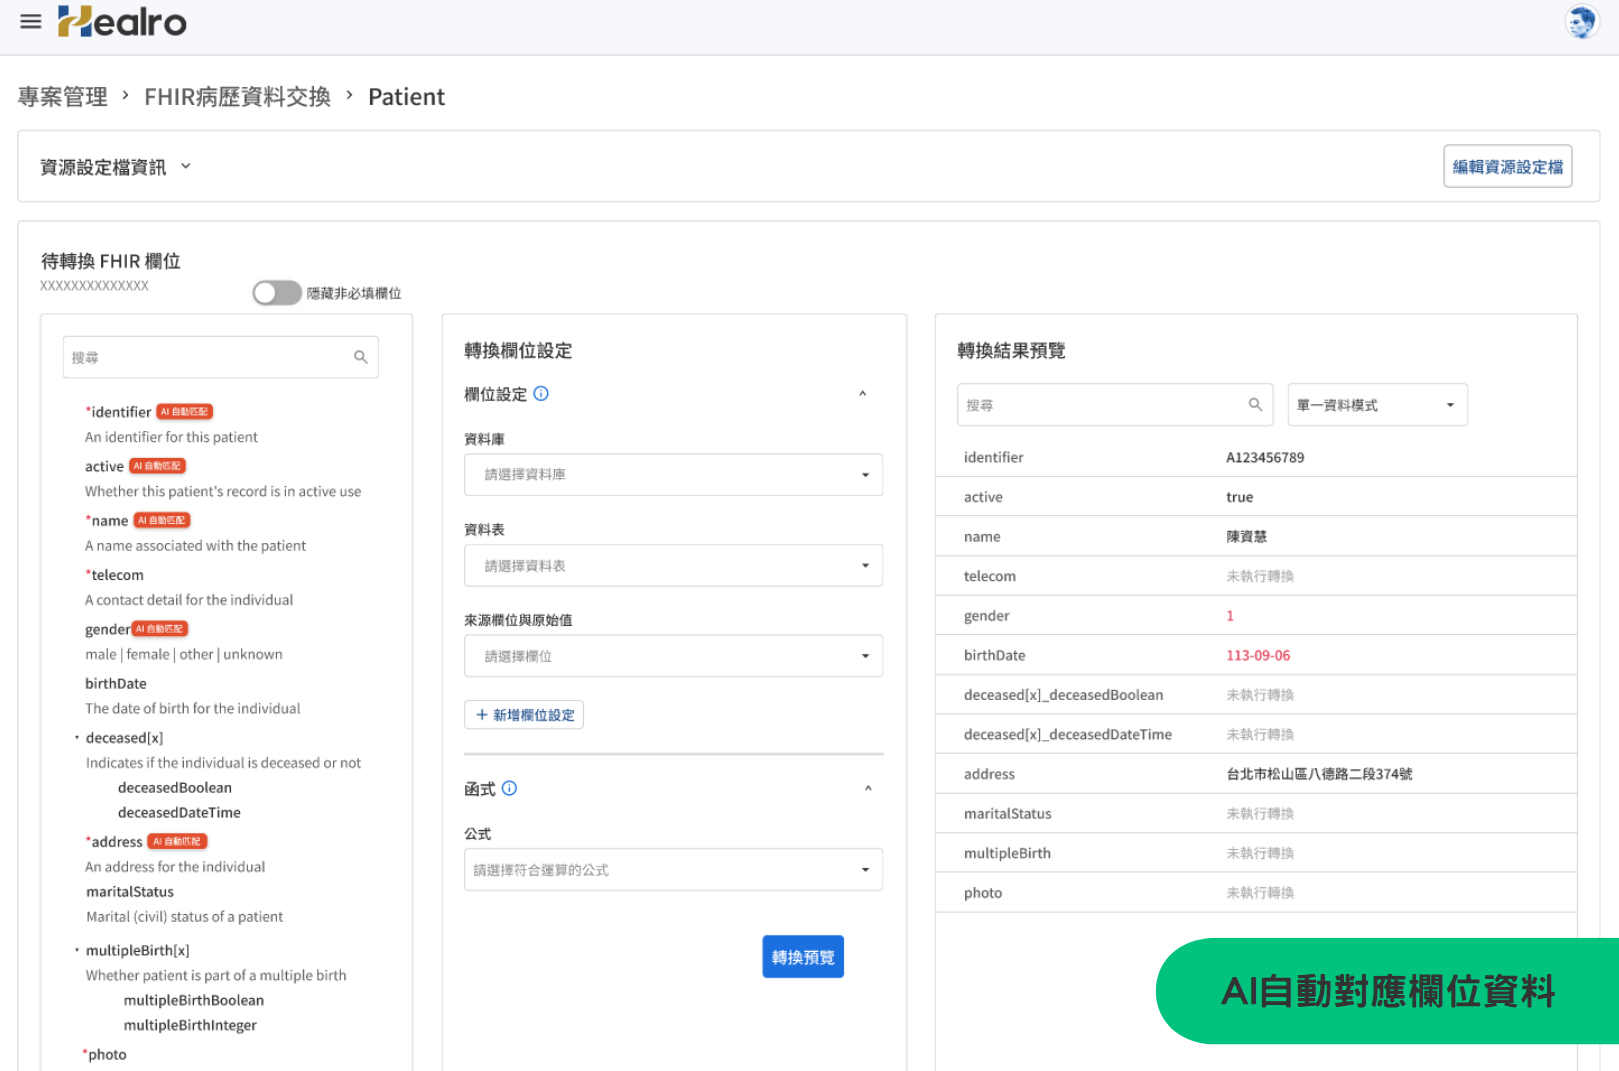 Healro
專案管理 › FHIR病歷資料交換 › Patient
資源設定檔資訊
編輯資源設定檔
待轉換 FHIR 欄位
XXXXXXXXXXXXXX
隱藏非必填欄位
搜尋
*identifier AI 自動匹配
An identifier for this patient
active AI 自動匹配
Whether this patient's record is in active use
*name AI 自動匹配
A name associated with the patient
*telecom
A contact detail for the individual
gender AI 自動匹配
male | female | other | unknown
birthDate
The date of birth for the individual
deceased[x]
Indicates if the individual is deceased or not
deceasedBoolean
deceasedDateTime
*address AI 自動匹配
An address for the individual
maritalStatus
Marital (civil) status of a patient
multipleBirth[x]
Whether patient is part of a multiple birth
multipleBirthBoolean
multipleBirthInteger
*photo
轉換欄位設定
欄位設定
資料庫
請選擇資料庫
資料表
請選擇資料表
來源欄位與原始值
請選擇欄位
+ 新增欄位設定
函式
公式
請選擇符合運算的公式
轉換預覽
轉換結果預覽
搜尋
單一資料模式
identifier A123456789
active true
name 陳資慧
telecom 未執行轉換
gender 1
birthDate 113-09-06
deceased[x]_deceasedBoolean 未執行轉換
deceased[x]_deceasedDateTime 未執行轉換
address 台北市松山區八德路二段374號
maritalStatus 未執行轉換
multipleBirth 未執行轉換
photo 未執行轉換
AI自動對應欄位資料